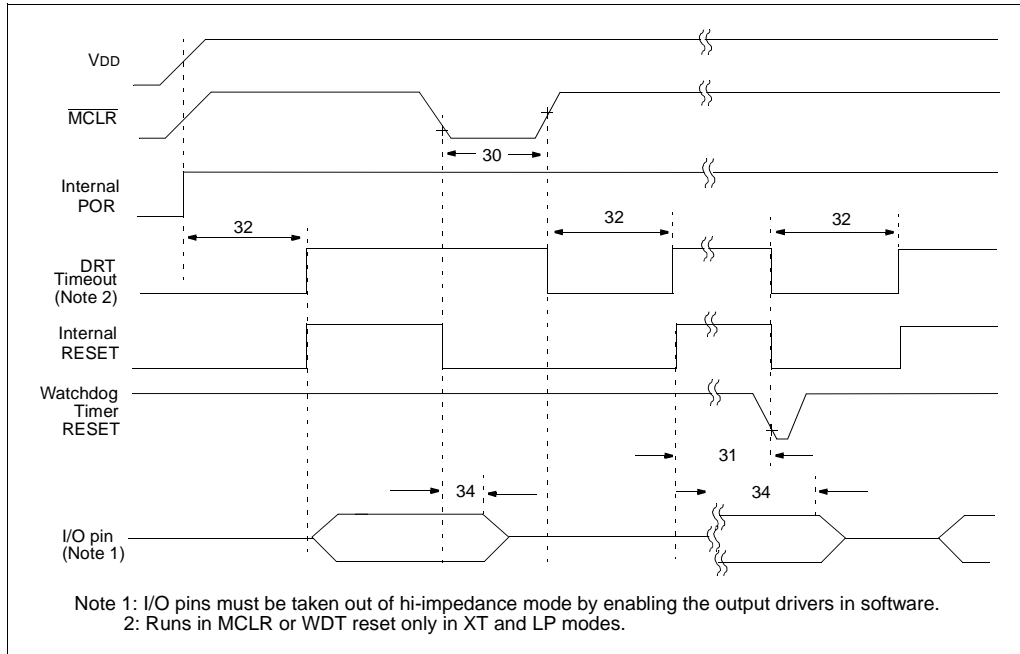 VDD
MCLR
30
Internal
POR
32
32
32
DRT
Timeout
(Note 2)
Internal
RESET
Watchdog
Timer
RESET
31
34
34
I/O pin
(Note 1)
Note 1: I/O pins must be taken out of hi-impedance mode by enabling the output drivers in software.
2: Runs in MCLR or WDT reset only in XT and LP modes.